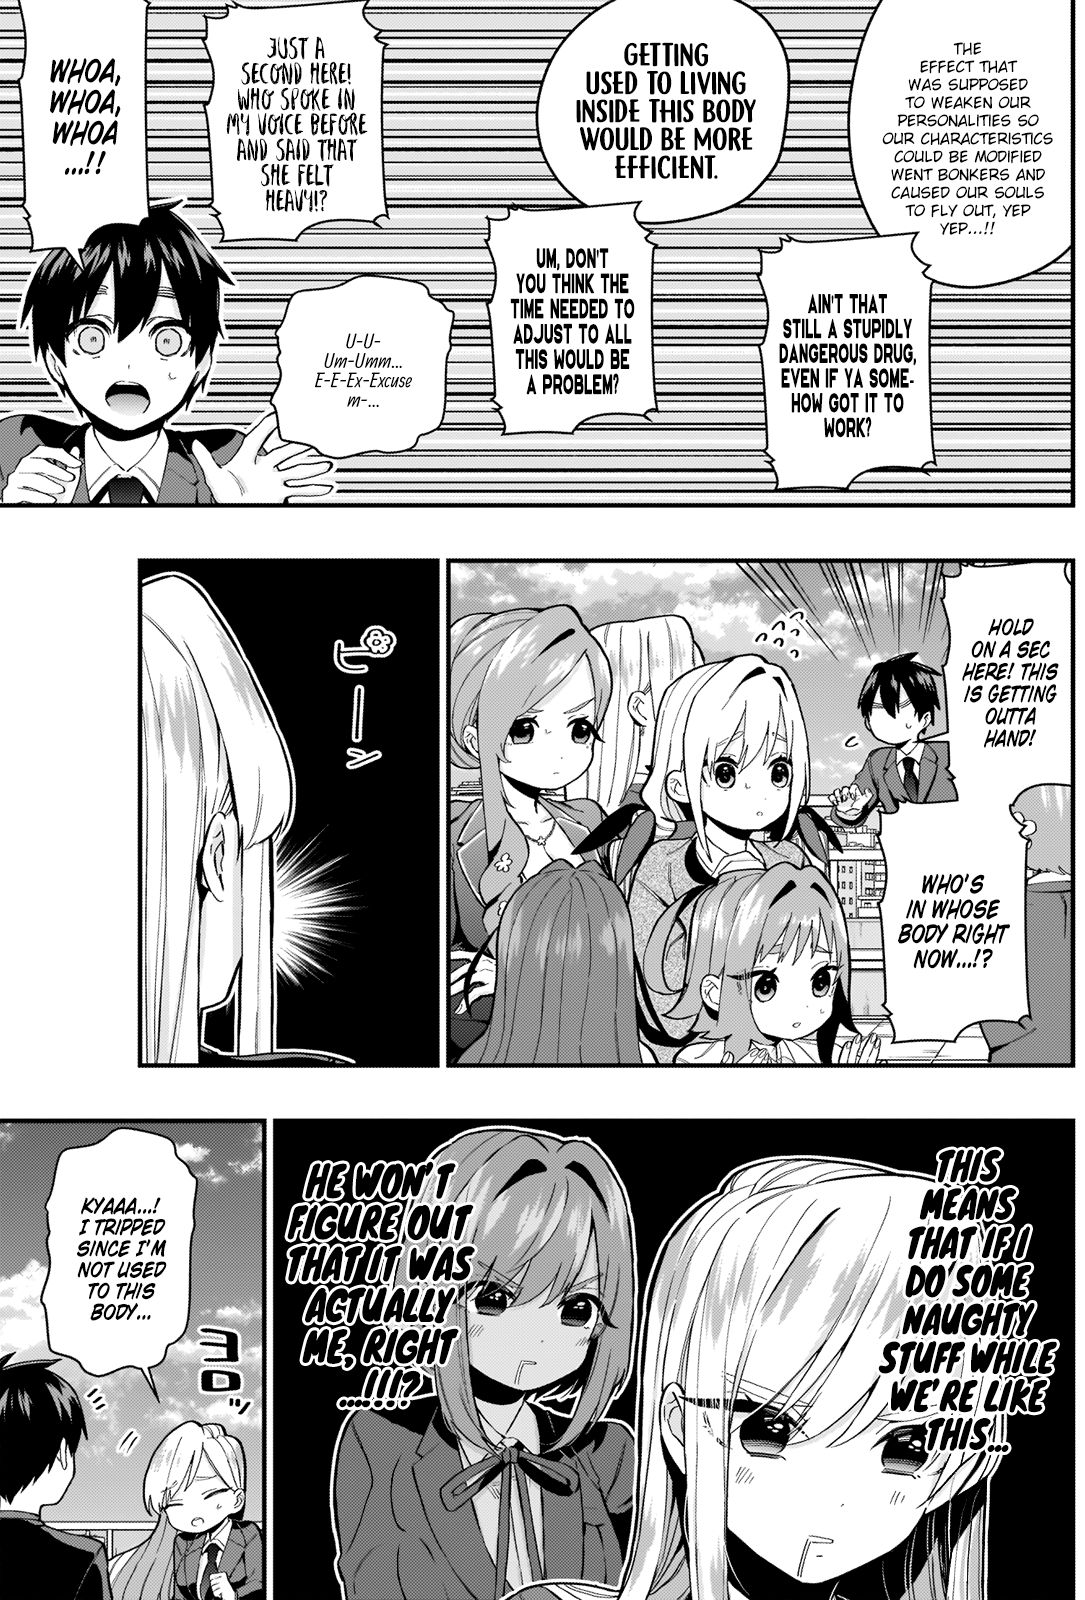 THE
EFFECT THAT
WAS SUPPOSED
TO WEAKEN OUR
PERSONALITIES SO
OUR CHARACTERISTICS
COULD BE MODIFIED
WENT BONKERS AND
CAUSED OUR SOULS
TO FLY OUT, YEP
YEP...!!
AIN'T THAT
STILL A STUPIDLY
DANGEROUS DRUG,
EVEN IF YA SOME-
HOW GOT IT TO
WORK?
GETTING
USED TO LIVING
INSIDE THIS BODY
WOULD BE MORE
EFFICIENT.
UM, DON'T
YOU THINK THE
TIME NEEDED TO
ADJUST TO ALL
THIS WOULD BE
A PROBLEM?
JUST A
SECOND HERE!
WHO SPOKE IN
MY VOICE BEFORE
AND SAID THAT
SHE FELT
HEAVY!?
U-U-
Um-Umm...
E-E-Ex-Excuse
m-...
WHOA,
WHOA,
WHOA
...!!
HOLD
ON A SEC
HERE! THIS
IS GETTING
OUTTA
HAND!
WHO'S
IN WHOSE
BODY RIGHT
NOW...!?
ピーン
THIS
MEANS
THAT IF I
DO SOME
NAUGHTY
STUFF WHILE
WE'RE LIKE
THIS...
HE WON'T
FIGURE OUT
THAT IT WAS
ACTUALLY
ME, RIGHT
....!!!?
KYAAA...!
I TRIPPED
SINCE I'M
NOT USED
TO THIS
BODY...
コロロ